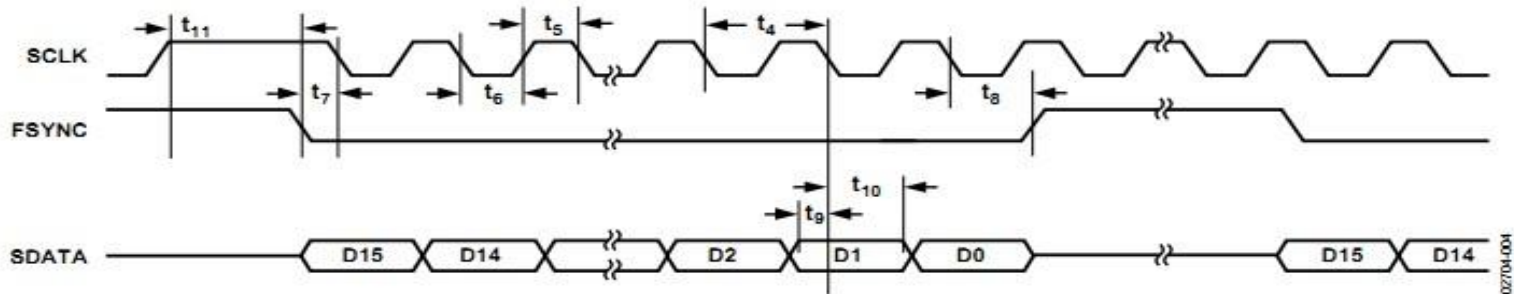 t11 t5 t4
SCLK
t7 t6 t8
FSYNC
t10
t9
SDATA D15 D14 D2 D1 D0 D15 D14
02704-004